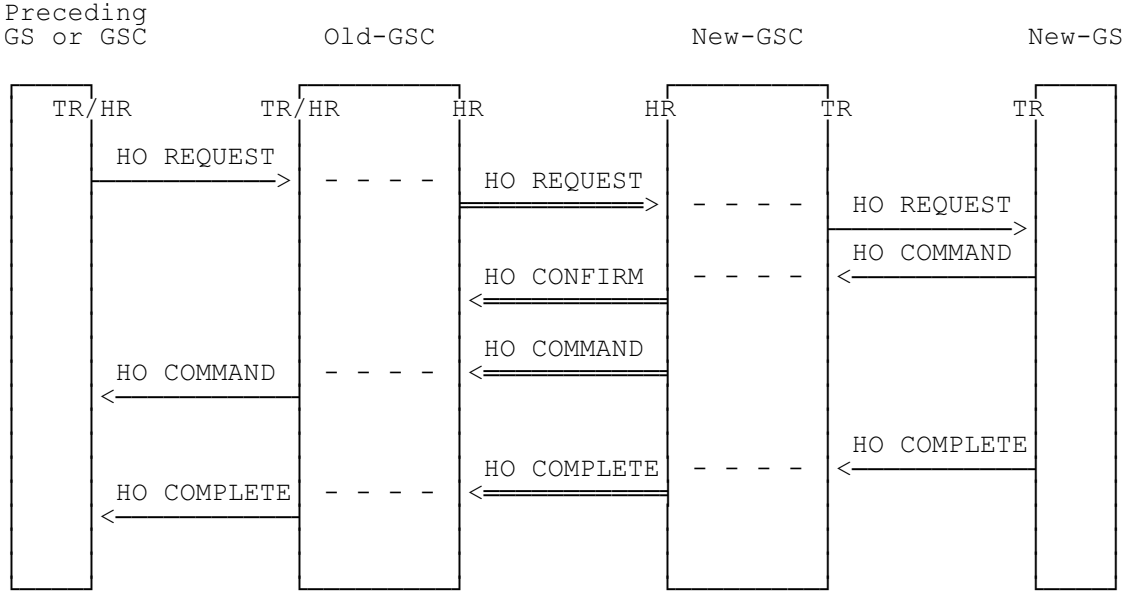 Preceding
GS or GSC Old-GSC New-GSC New-GS
TR/HR TR/HR HR HR TR TR
HO REQUEST
HO REQUEST
HO REQUEST
HO COMMAND
HO CONFIRM
HO COMMAND
HO COMMAND
HO COMPLETE
HO COMPLETE
HO COMPLETE